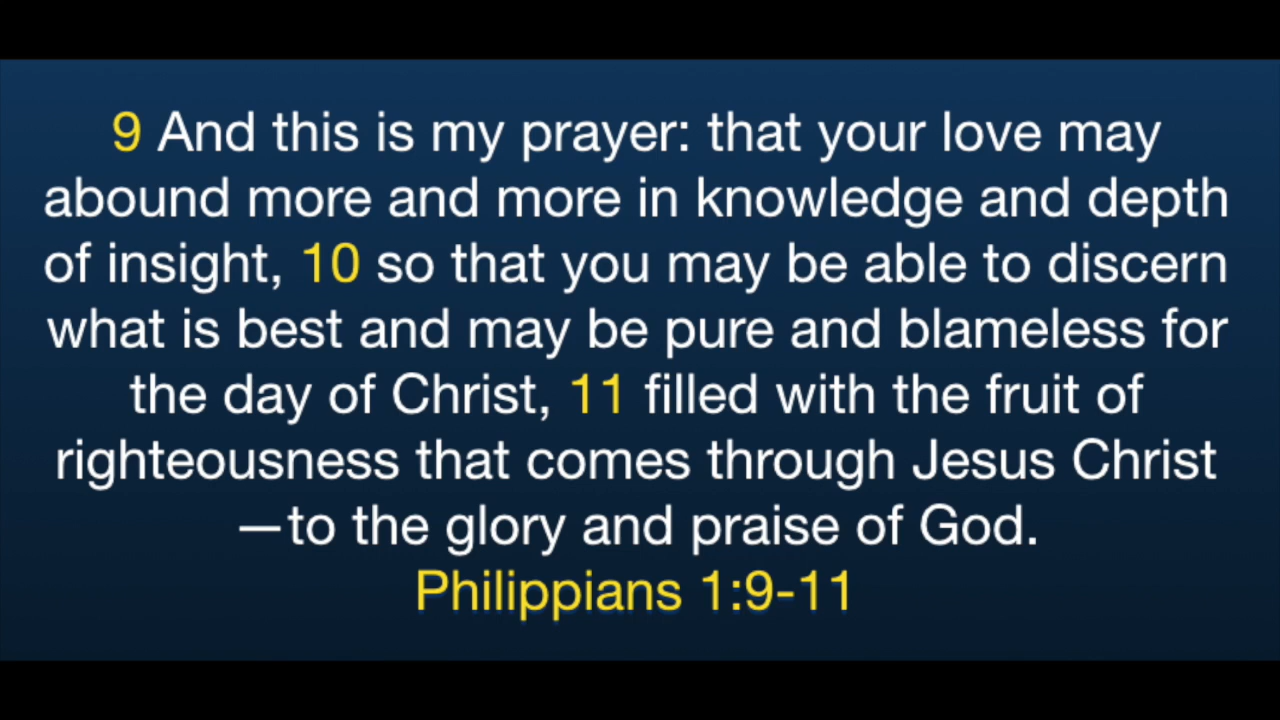 9 And this is my prayer: that your love may
abound more and more in knowledge and depth
of insight, 10 so that you may be able to discern
what is best and may be pure and blameless for
the day of Christ, 11 filled with the fruit of
righteousness that comes through Jesus Christ
—to the glory and praise of God.
Philippians 1:9-11